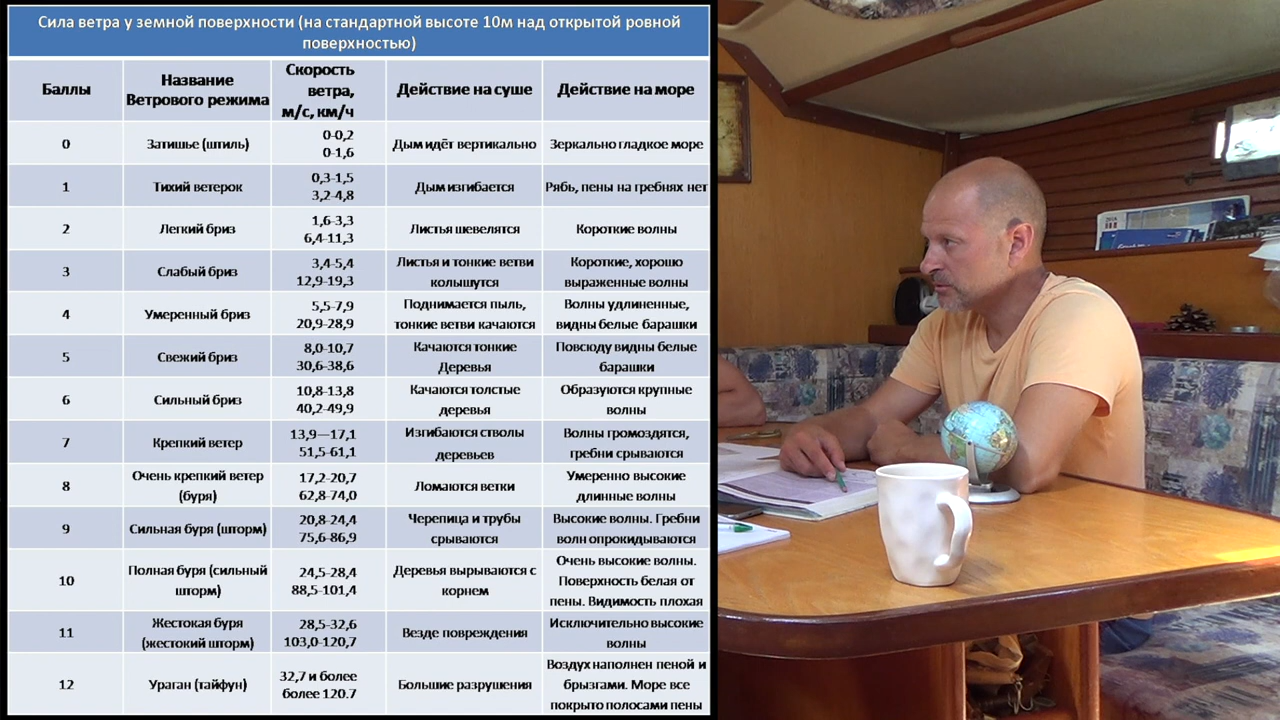 Сила ветра у земной поверхности (на стандартной высоте 10м над открытой ровной
поверхностью)
Баллы
Название
Ветрового режима
Скорость
ветра,
м/с, км/ч
Действие на суше
Действие на море
0
Затишье (штиль)
0-0,2
0-1,6
Дым идёт вертикально
Зеркально гладкое море
1
Тихий ветерок
0,3-1,5
3,2-4,8
Дым изгибается
Рябь, пены на гребнях нет
2
Легкий бриз
1,6-3,3
6,4-11,3
Листья шевелятся
Короткие волны
3
Слабый бриз
3,4-5,4
12,9-19,3
Листья и тонкие ветви
колышутся
Короткие, хорошо
выраженные волны
4
Умеренный бриз
5,5-7,9
20,9-28,9
Поднимается пыль,
тонкие ветви качаются
Волны удлиненные,
видны белые барашки
5
Свежий бриз
8,0-10,7
30,6-38,6
Качаются тонкие
Деревья
Повсюду видны белые
барашки
6
Сильный бриз
10,8-13,8
40,2-49,9
Качаются толстые
деревья
Образуются крупные
волны
7
Крепкий ветер
13,9—17,1
51,5-61,1
Изгибаются стволы
деревьев
Волны громоздятся,
гребни срываются
8
Очень крепкий ветер
(буря)
17,2-20,7
62,8-74,0
Ломаются ветки
Умеренно высокие
длинные волны
9
Сильная буря (шторм)
20,8-24,4
75,6-86,9
Черепица и трубы
срываются
Высокие волны. Гребни
волн опрокидываются
10
Полная буря (сильный
шторм)
24,5-28,4
88,5-101,4
Деревья вырываются с
корнем
Очень высокие волны.
Поверхность белая от
пены. Видимость плохая
11
Жестокая буря
(жестокий шторм)
28,5-32,6
103,0-120,7
Везде повреждения
Исключительно высокие
волны
12
Ураган (тайфун)
32,7 и более
более 120.7
Большие разрушения
Воздух наполнен пеной и
брызгами. Море все
покрыто полосами пены